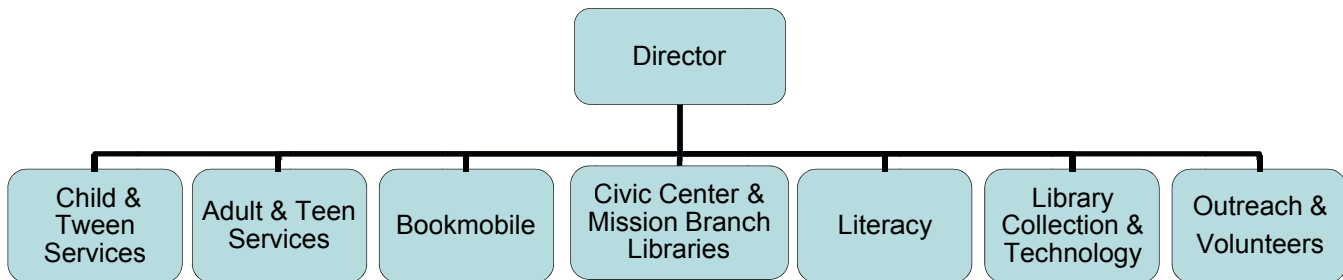 Director
Child &
Tween
Services
Adult & Teen
Services
Bookmobile
Civic Center &
Mission Branch
Libraries
Literacy
Library
Collection &
Technology
Outreach &
Volunteers